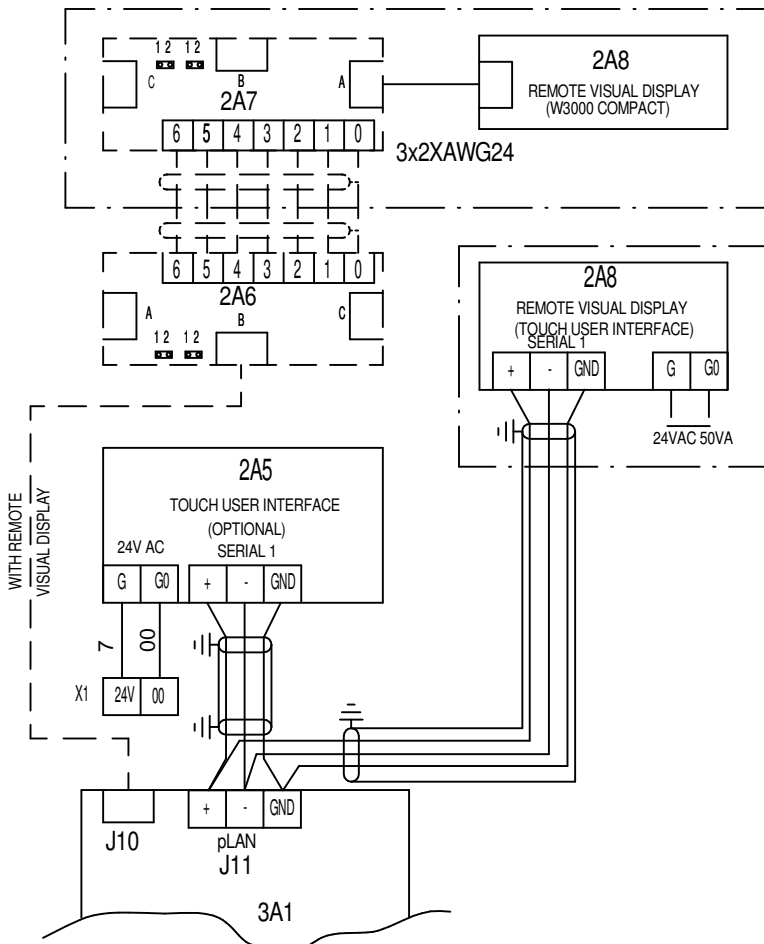 1 2 1 2
C
B
A
2A7
6 5 4 3 2 1 0
3x2XAWG24
2A8
REMOTE VISUAL DISPLAY
(W3000 COMPACT)
6 5 4 3 2 1 0
2A6
A
B
C
1 2 1 2
2A8
REMOTE VISUAL DISPLAY
(TOUCH USER INTERFACE)
SERIAL 1
+ - GND G G0
24VAC 50VA
WITH REMOTE
VISUAL DISPLAY
2A5
TOUCH USER INTERFACE
(OPTIONAL)
24V AC SERIAL 1
G G0 + - GND
7 00
X1 24V 00
+ - GND
J10
pLAN
J11
3A1